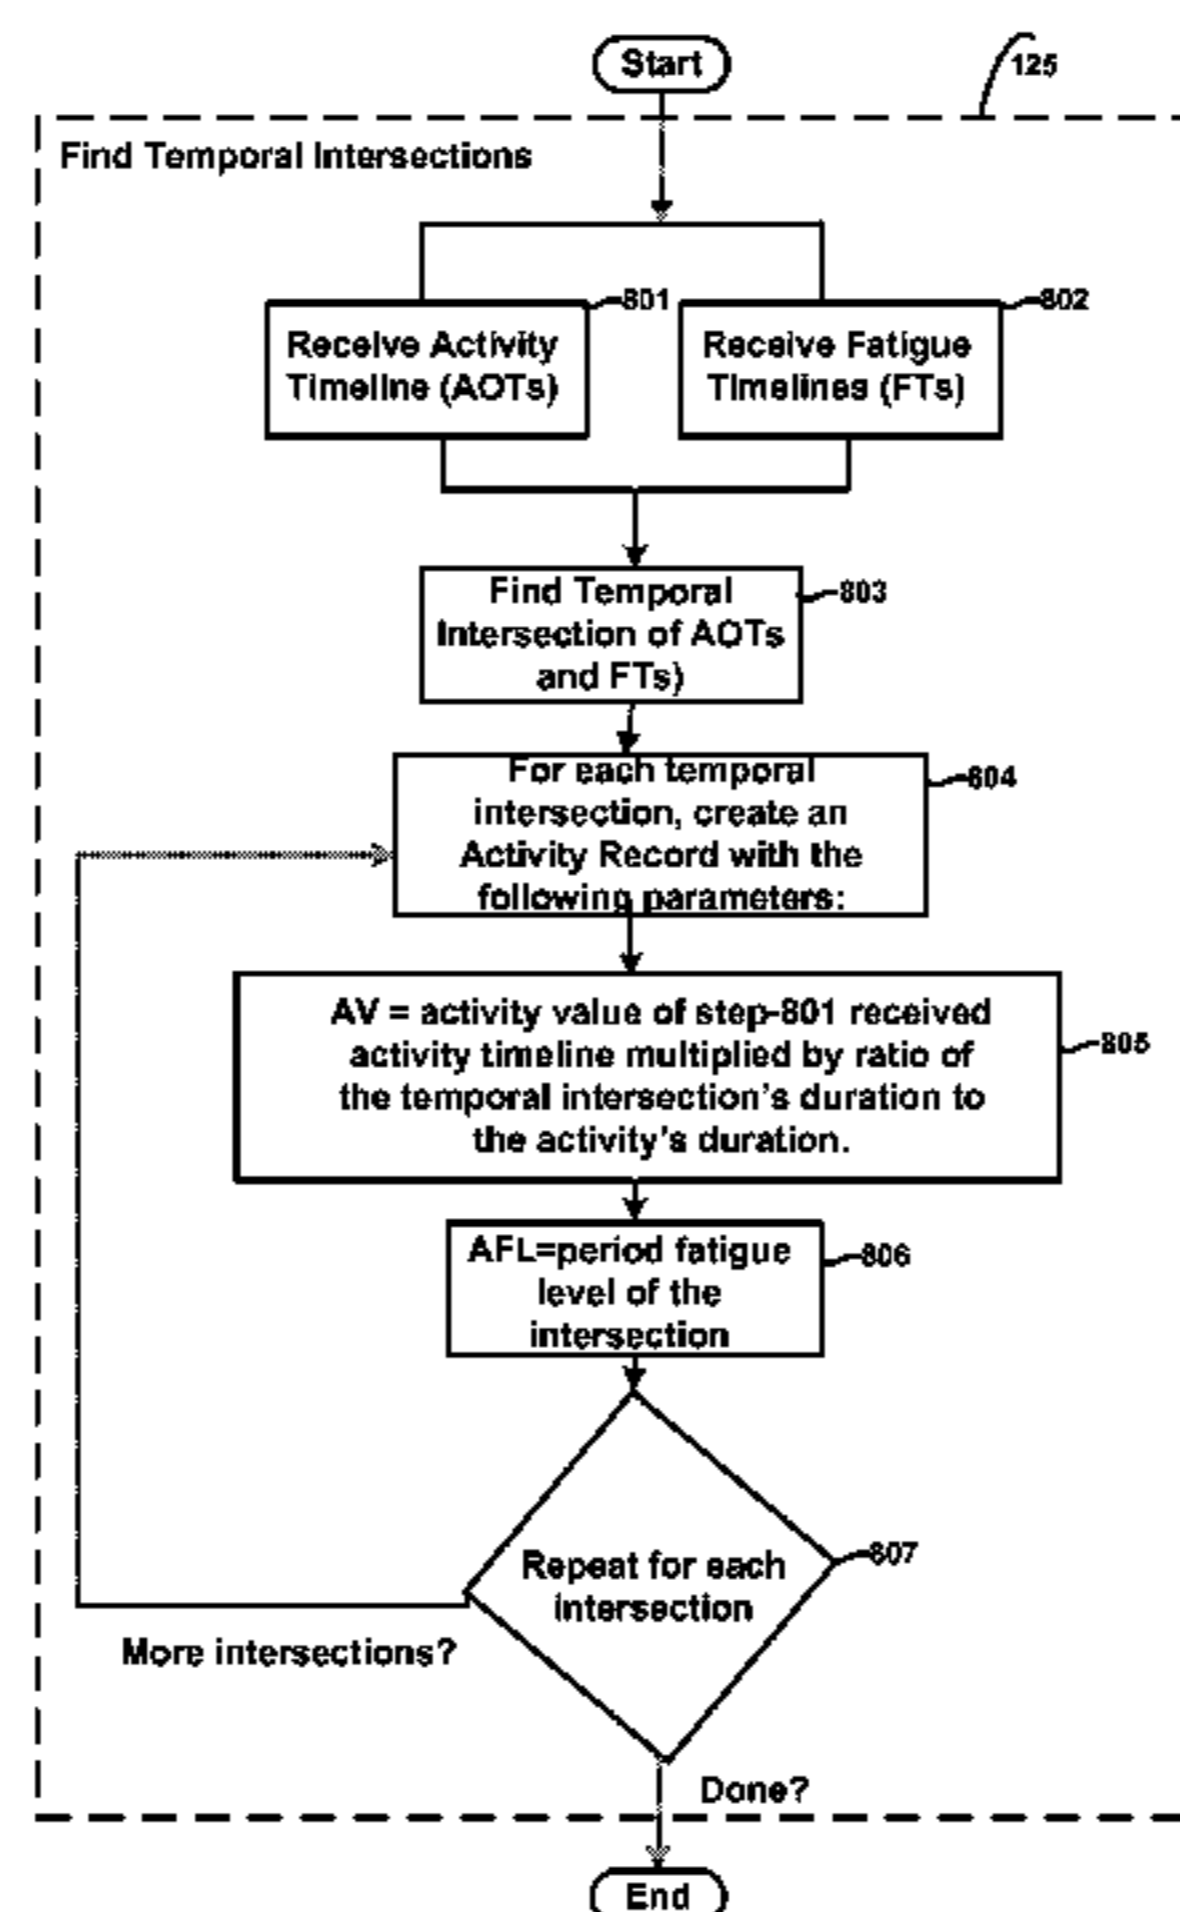 Start
125
Find Temporal Intersections
801
Receive Activity
Timeline (AOTs)
802
Receive Fatigue
Timelines (FTs)
803
Find Temporal
Intersection of AOTs
and FTs)
804
For each temporal
intersection, create an
Activity Record with the
following parameters:
805
AV = activity value of step-801 received
activity timeline multiplied by ratio of
the temporal intersection's duration to
the activity's duration.
806
AFL=period fatigue
level of the
intersection
807
Repeat for each
intersection
More intersections?
Done?
End